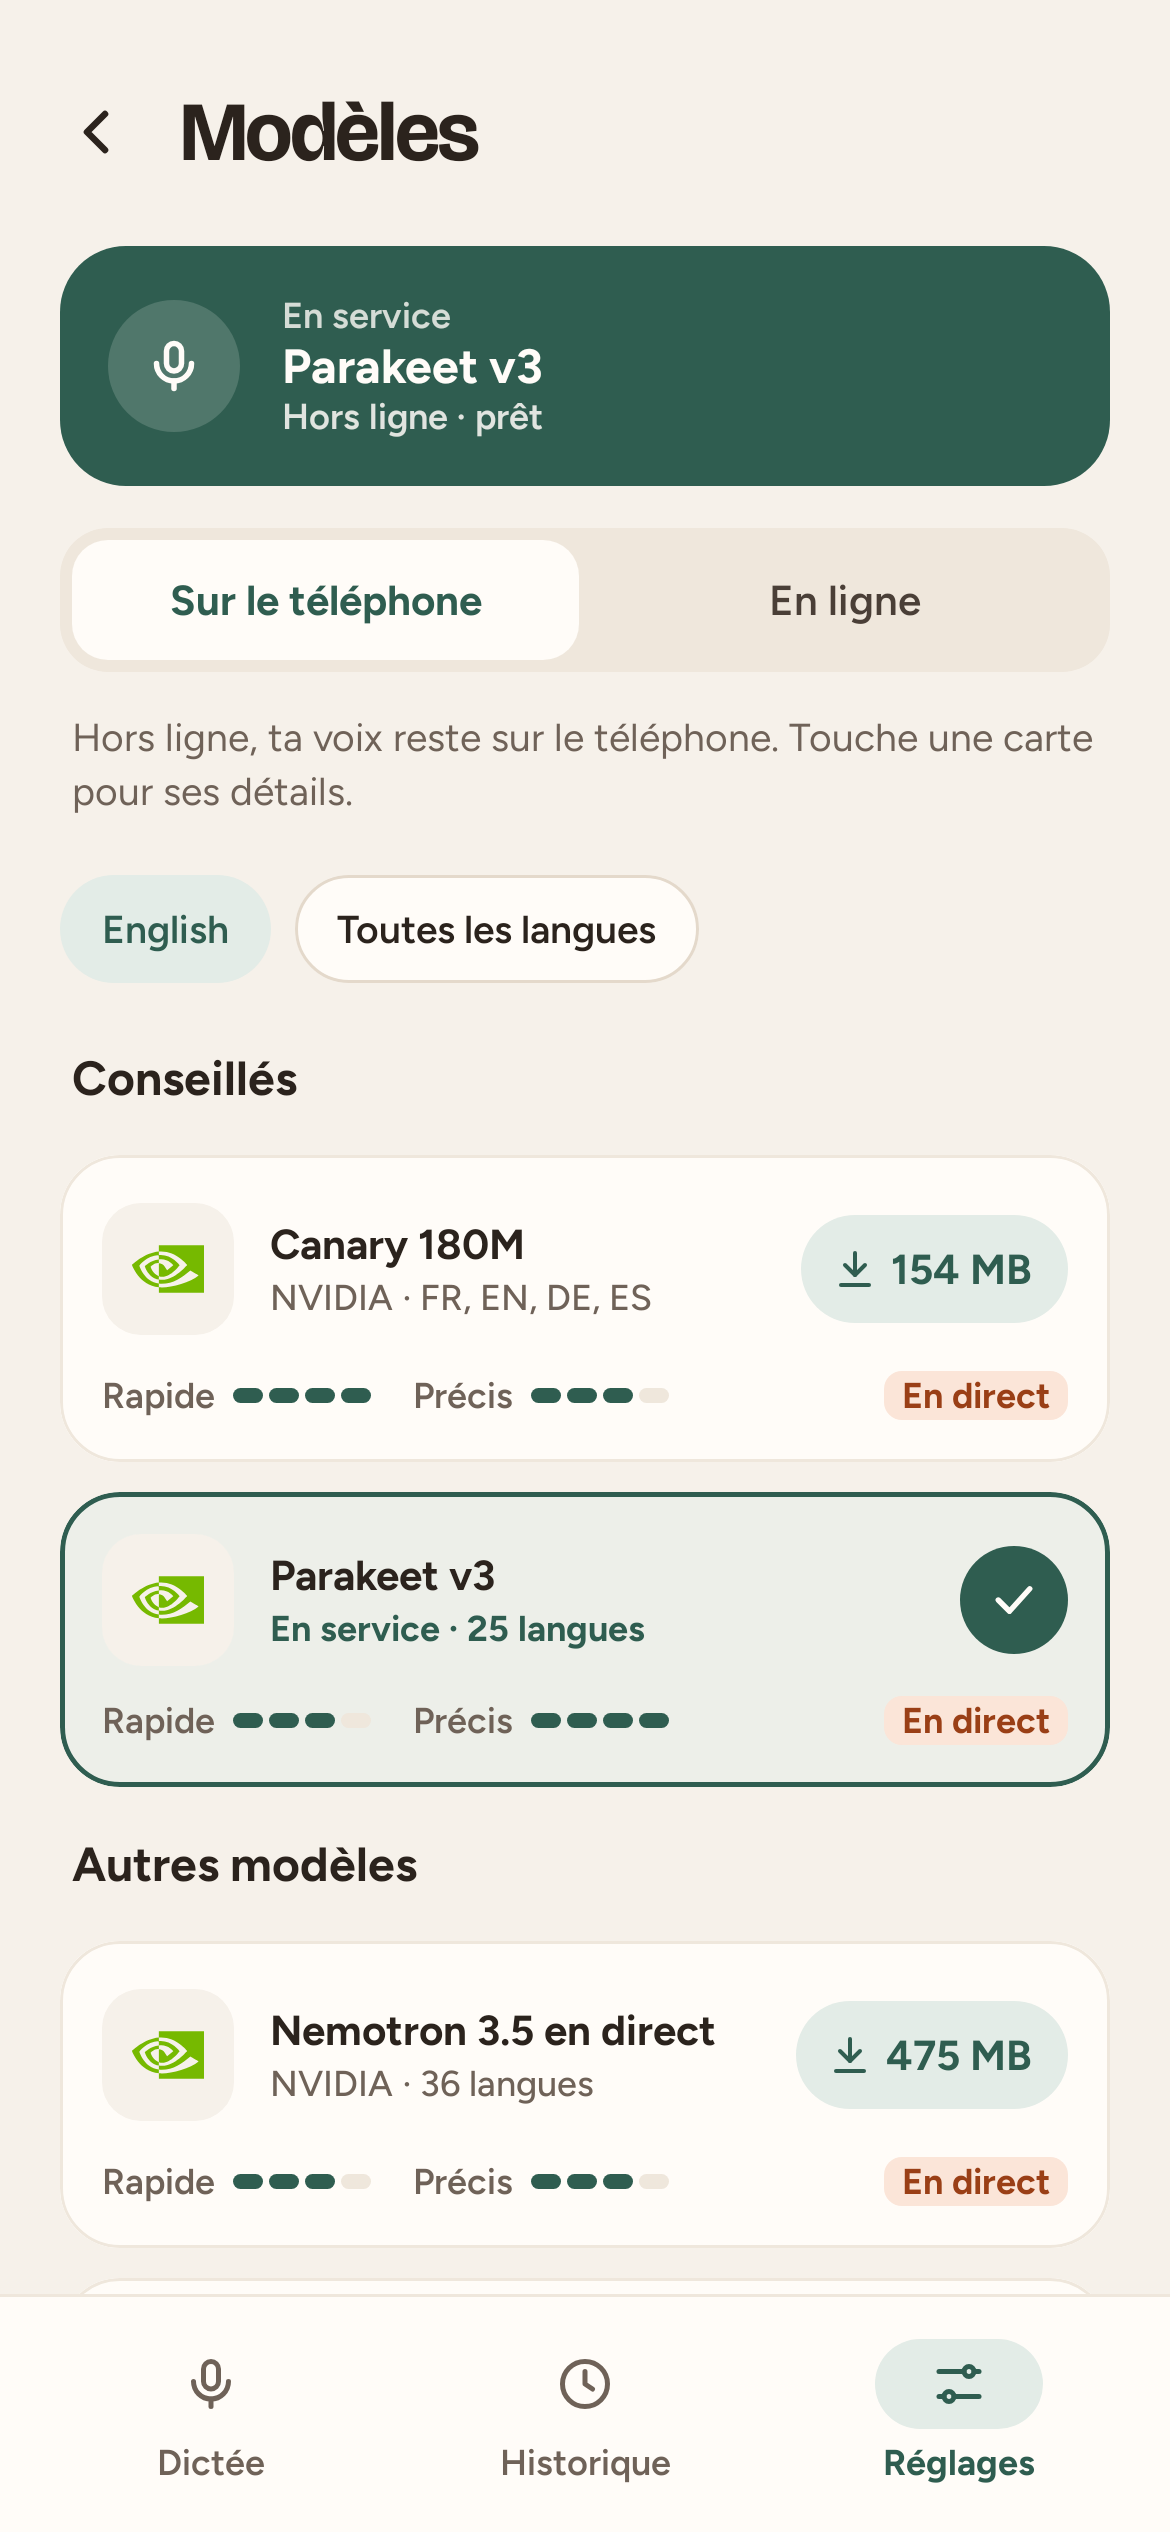 Modèles
En service
Parakeet v3
Hors ligne · prêt
Sur le téléphone
En ligne
Hors ligne, ta voix reste sur le téléphone. Touche une carte
pour ses détails.
English
Toutes les langues
Conseillés
Canary 180M
NVIDIA · FR, EN, DE, ES
154 MB
Rapide
Précis
En direct
Parakeet v3
En service · 25 langues
Rapide
Précis
En direct
Autres modèles
Nemotron 3.5 en direct
NVIDIA · 36 langues
475 MB
Rapide
Précis
En direct
Dictée
Historique
Réglages